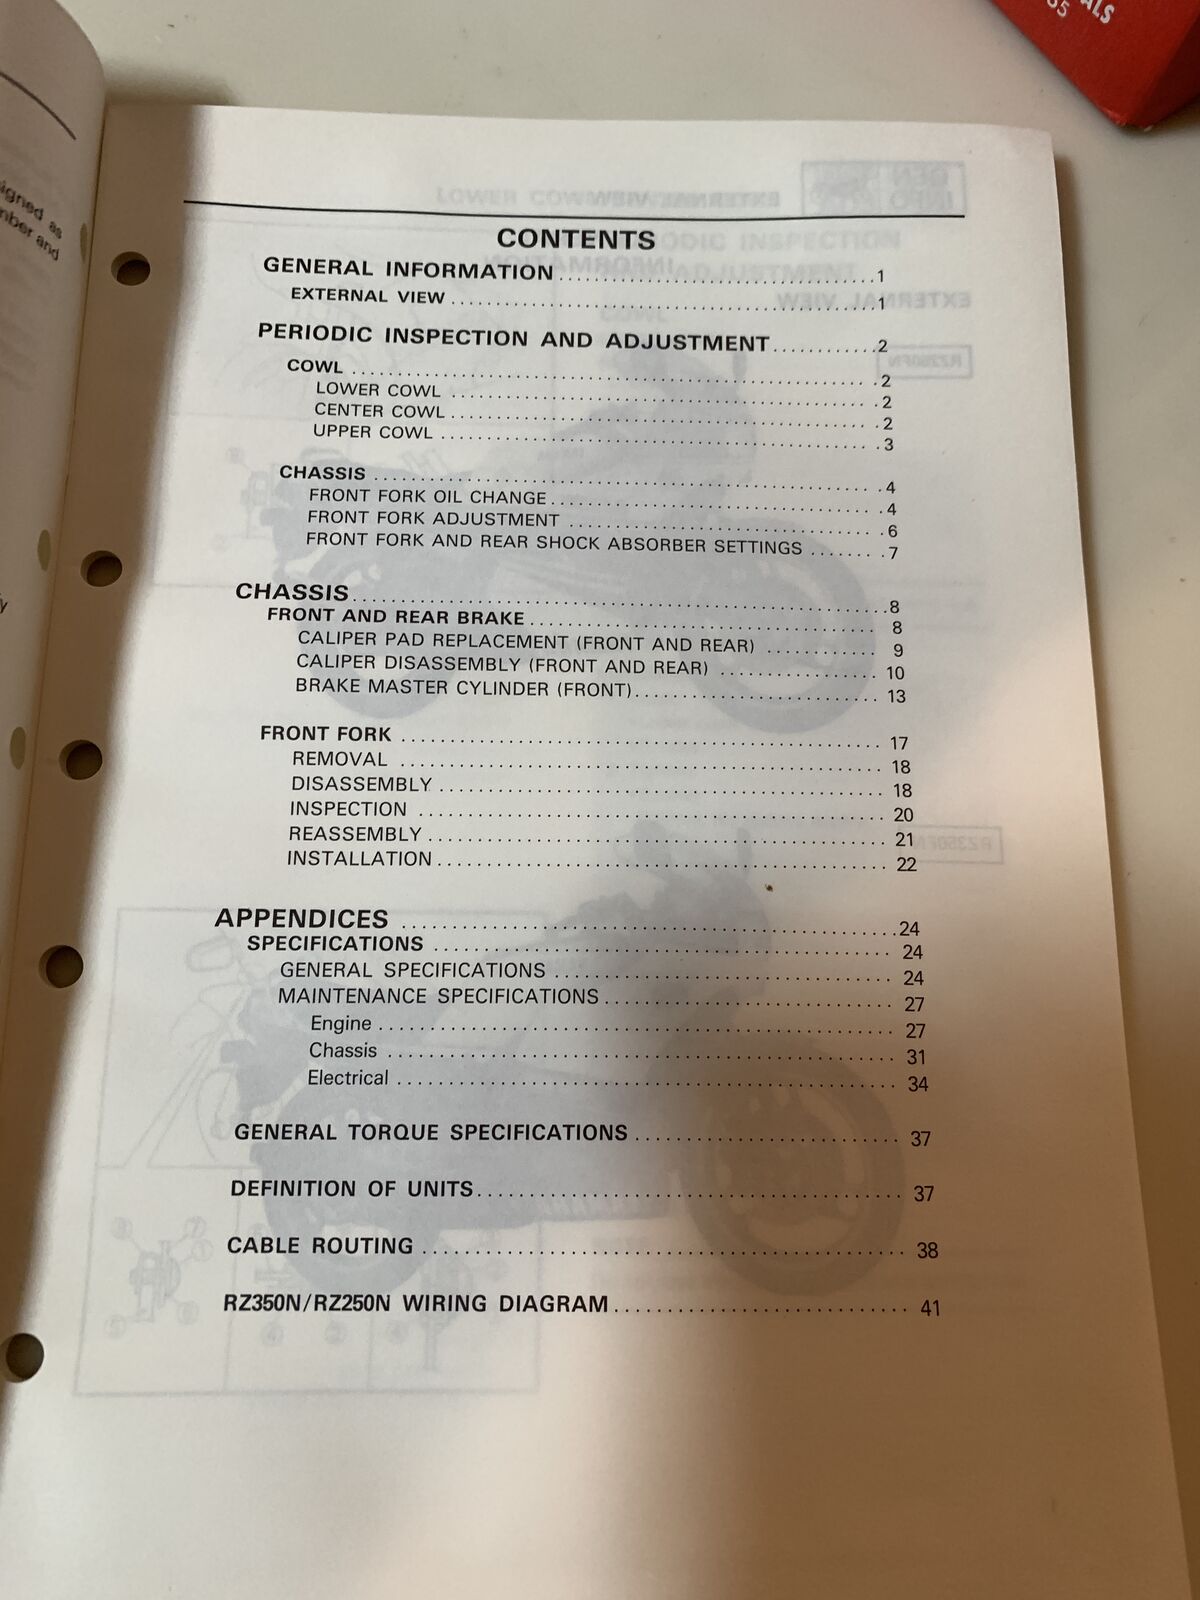 ALS
igned as
nber and
CONTENTS
GENERAL INFORMATION ..............................1
EXTERNAL VIEW ..............................1
PERIODIC INSPECTION AND ADJUSTMENT ............2
COWL ..............................2
LOWER COWL ..............................2
CENTER COWL ..............................2
UPPER COWL ..............................3
CHASSIS ..............................4
FRONT FORK OIL CHANGE ..............................4
FRONT FORK ADJUSTMENT ..............................6
FRONT FORK AND REAR SHOCK ABSORBER SETTINGS ........7
CHASSIS ..............................8
FRONT AND REAR BRAKE ..............................8
CALIPER PAD REPLACEMENT (FRONT AND REAR) ............9
CALIPER DISASSEMBLY (FRONT AND REAR) ................10
BRAKE MASTER CYLINDER (FRONT) ........................13
FRONT FORK ..............................17
REMOVAL ..............................18
DISASSEMBLY ..............................18
INSPECTION ..............................20
REASSEMBLY ..............................21
INSTALLATION ..............................22
APPENDICES ..............................24
SPECIFICATIONS ..............................24
GENERAL SPECIFICATIONS ..............................24
MAINTENANCE SPECIFICATIONS ..............................27
Engine ..............................27
Chassis ..............................31
Electrical ..............................34
GENERAL TORQUE SPECIFICATIONS ..........................37
DEFINITION OF UNITS ..............................37
CABLE ROUTING ..............................38
RZ350N/RZ250N WIRING DIAGRAM ............................41